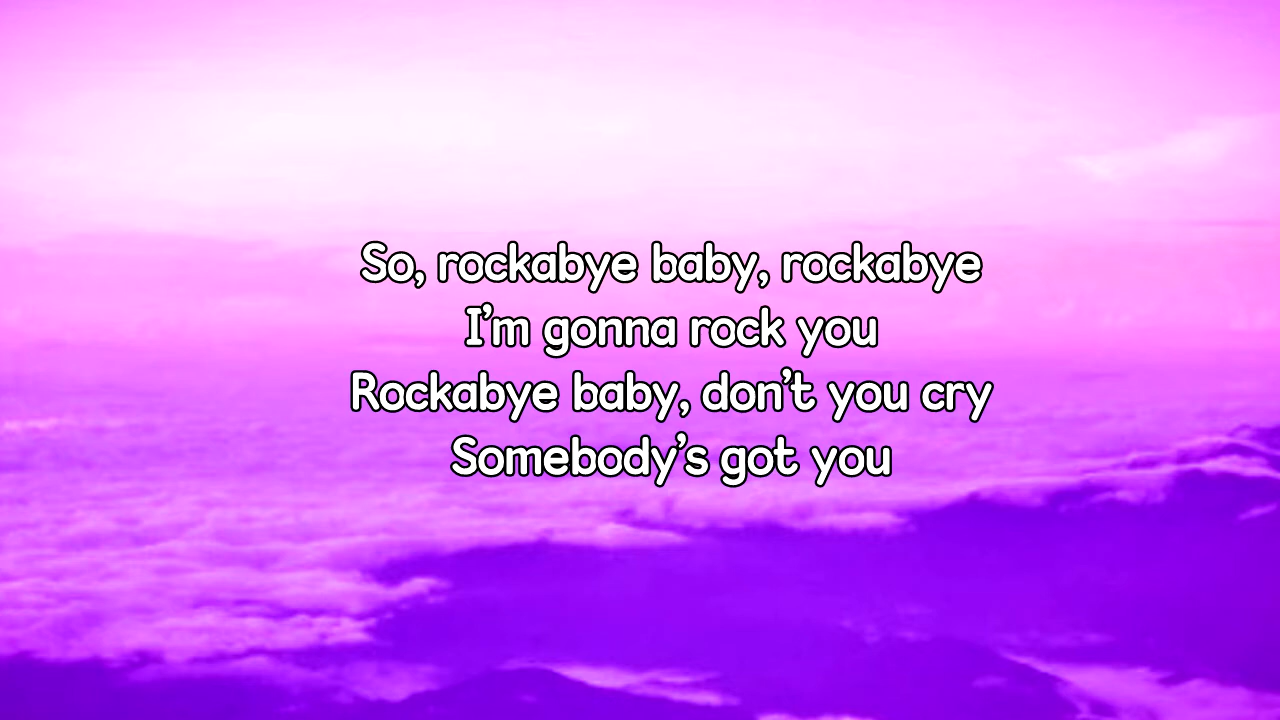 So, rockabye baby, rockabye
I'm gonna rock you
Rockabye baby, don't you cry
Somebody's got you